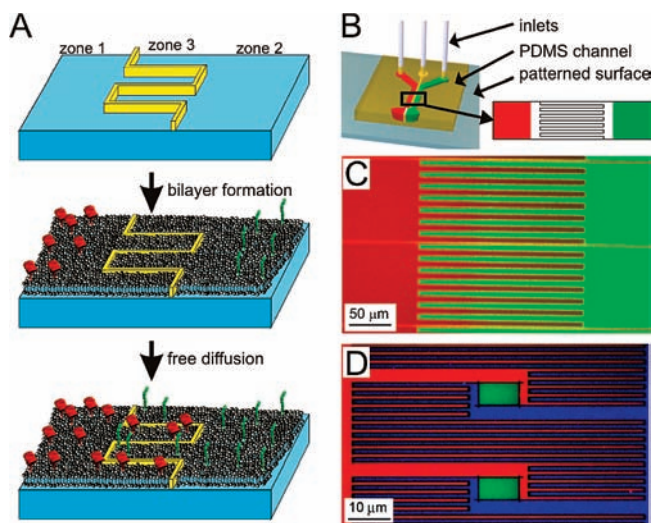 A
zone 1
zone 3
zone 2
bilayer formation
free diffusion
B
inlets
PDMS channel
patterned surface
C
50 µm
D
10 µm